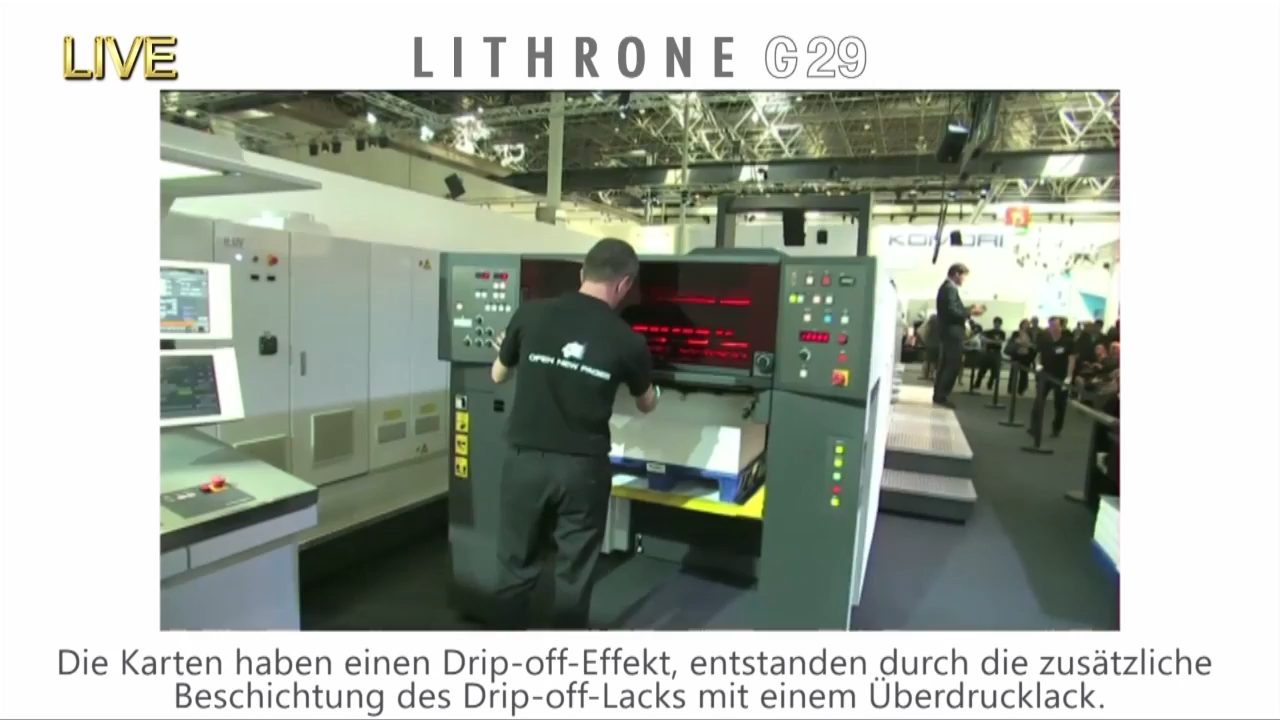 LIVE
LITHRONE G29
KOMORI
OPEN NEW PAGES
Die Karten haben einen Drip-off-Effekt, entstanden durch die zusätzliche
Beschichtung des Drip-off-Lacks mit einem Überdrucklack.